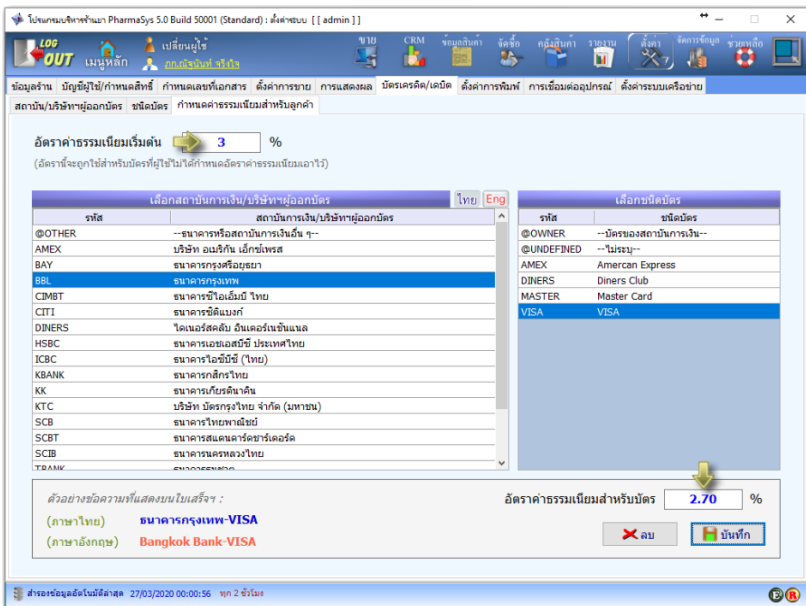 โปรแกรมบริหารร้านยา PharmaSys 5.0 Build 50001 (Standard) : ตั้งค่าระบบ [ [ admin ] ]
LOG OUT
เมนูหลัก
เปลี่ยนผู้ใช้
ขาย CRM ข้อมูลสินค้า จัดซื้อ คลังสินค้า รายงาน ตั้งค่า จัดการข้อมูล ช่วยเหลือ
ข้อมูลร้าน บัญชีผู้ใช้/กำหนดสิทธิ์ กำหนดเลขที่เอกสาร ตั้งค่าการขาย การแสดงผล บัตรเครดิต/เดบิต ตั้งค่าการพิมพ์ การเชื่อมต่ออุปกรณ์ ตั้งค่าระบบเครือข่าย
สถาบัน/บริษัทฯผู้ออกบัตร ชนิดบัตร กำหนดค่าธรรมเนียมสำหรับลูกค้า
อัตราค่าธรรมเนียมเริ่มต้น 3 %
(อัตรานี้จะถูกใช้สำหรับบัตรที่ผู้ใช้ไม่ได้กำหนดอัตราค่าธรรมเนียมเอาไว้)
เลือกสถาบันการเงิน/บริษัทฯผู้ออกบัตร ไทย Eng
รหัส สถาบันการเงิน/บริษัทฯผู้ออกบัตร
@OTHER --ธนาคารหรือสถาบันการเงินอื่น ๆ--
AMEX บริษัท อเมริกัน เอ็กซ์เพรส
BAY ธนาคารกรุงศรีอยุธยา
BBL ธนาคารกรุงเทพ
CIMBT ธนาคารซีไอเอ็มบี ไทย
CITI ธนาคารซิตี้แบงก์
DINERS ไดเนอร์สคลับ อินเตอร์เนชั่นแนล
HSBC ธนาคารเอชเอสบีซี ประเทศไทย
ICBC ธนาคารไอซีบีซี (ไทย)
KBANK ธนาคารกสิกรไทย
KK ธนาคารเกียรตินาคิน
KTC บริษัท บัตรกรุงไทย จำกัด (มหาชน)
SCB ธนาคารไทยพาณิชย์
SCBT ธนาคารสแตนดาร์ดชาร์เตอร์ด
SCIB ธนาคารนครหลวงไทย
TBANK ธนาคารธนชาต
เลือกชนิดบัตร
รหัส ชนิดบัตร
@OWNER --บัตรของสถาบันการเงิน--
@UNDEFINED --ไม่ระบุ--
AMEX Amercan Express
DINERS Diners Club
MASTER Master Card
VISA VISA
ตัวอย่างข้อความที่แสดงบนใบเสร็จฯ :
(ภาษาไทย) ธนาคารกรุงเทพ-VISA
(ภาษาอังกฤษ) Bangkok Bank-VISA
อัตราค่าธรรมเนียมสำหรับบัตร 2.70 %
ลบ บันทึก
สำรองข้อมูลอัตโนมัติล่าสุด 27/03/2020 00:00:56 ทุก 2 ชั่วโมง
E R